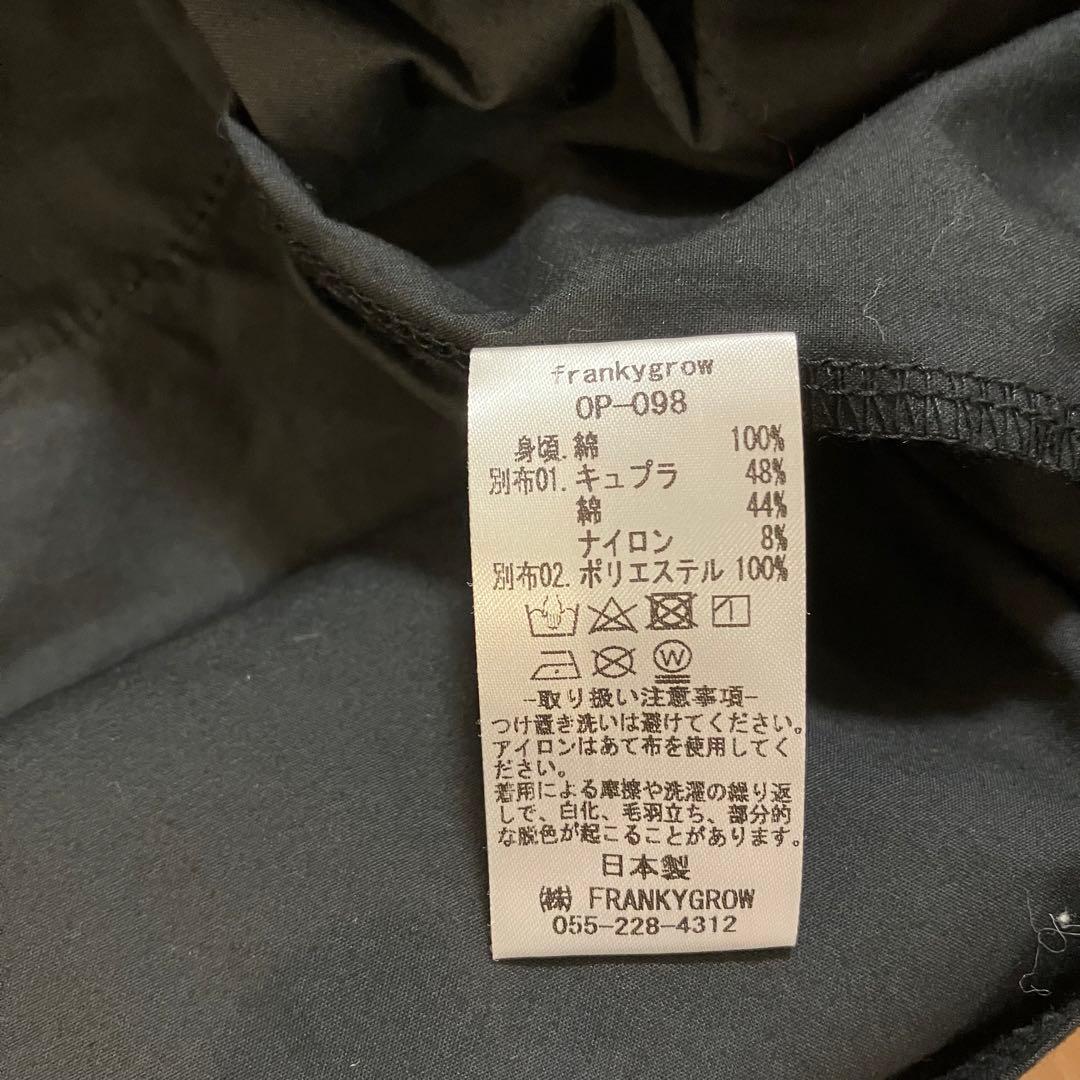 frankygrow
OP-098
身頃.綿 100%
別布01.キュプラ 48%
綿 44%
ナイロン 8%
別布02.ポリエステル 100%
W
-取り扱い注意事項-
つけ置き洗いは避けてください。
アイロンはあて布を使用してく
ださい。
着用による摩擦や洗濯の繰り返
しで、白化、毛羽立ち、部分的
な脱色が起こることがあります。
日本製
㈱ FRANKYGROW
055-228-4312